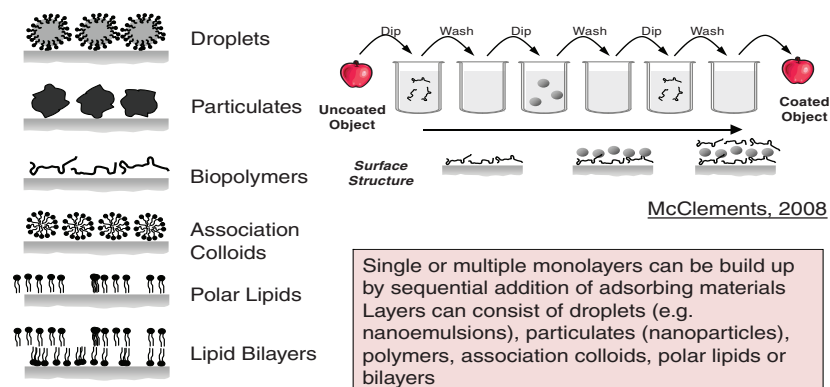 Droplets
Particulates
Biopolymers
Association
Colloids
Polar Lipids
Lipid Bilayers
Dip
Wash
Dip
Wash
Dip
Wash
Uncoated
Object
Coated
Object
Surface
Structure
McClements, 2008
Single or multiple monolayers can be build up
by sequential addition of adsorbing materials
Layers can consist of droplets (e.g.
nanoemulsions), particulates (nanoparticles),
polymers, association colloids, polar lipids or
bilayers